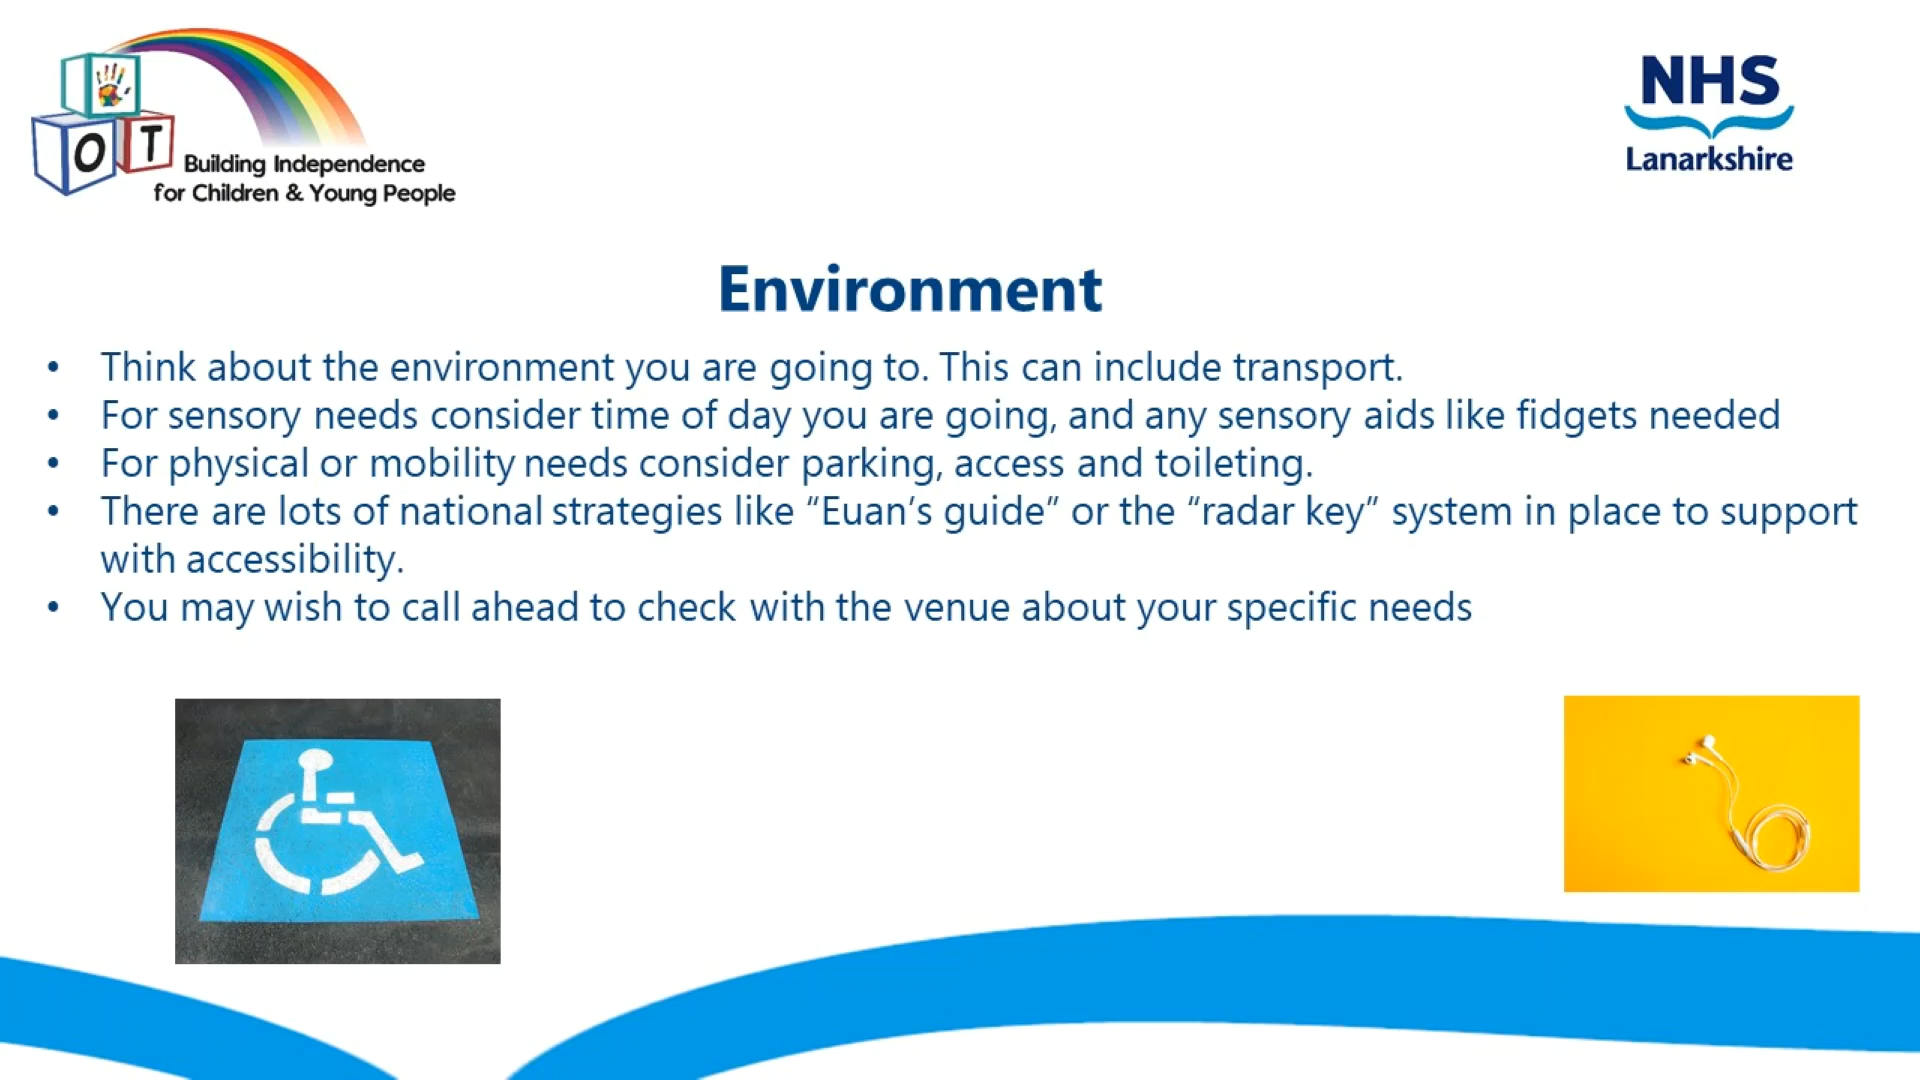 O T
Building Independence
for Children & Young People
NHS
Lanarkshire
Environment
• Think about the environment you are going to. This can include transport.
• For sensory needs consider time of day you are going, and any sensory aids like fidgets needed
• For physical or mobility needs consider parking, access and toileting.
• There are lots of national strategies like “Euan’s guide” or the “radar key” system in place to support
with accessibility.
• You may wish to call ahead to check with the venue about your specific needs